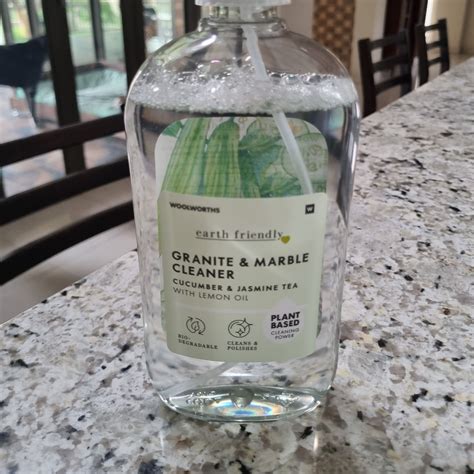 WOOLWORTHS
W
earth friendly
GRANITE & MARBLE
CLEANER
CUCUMBER & JASMINE TEA
WITH LEMON OIL
BIO-
DEGRADABLE
CLEANS &
POLISHES
PLANT
BASED
CLEANING
POWER